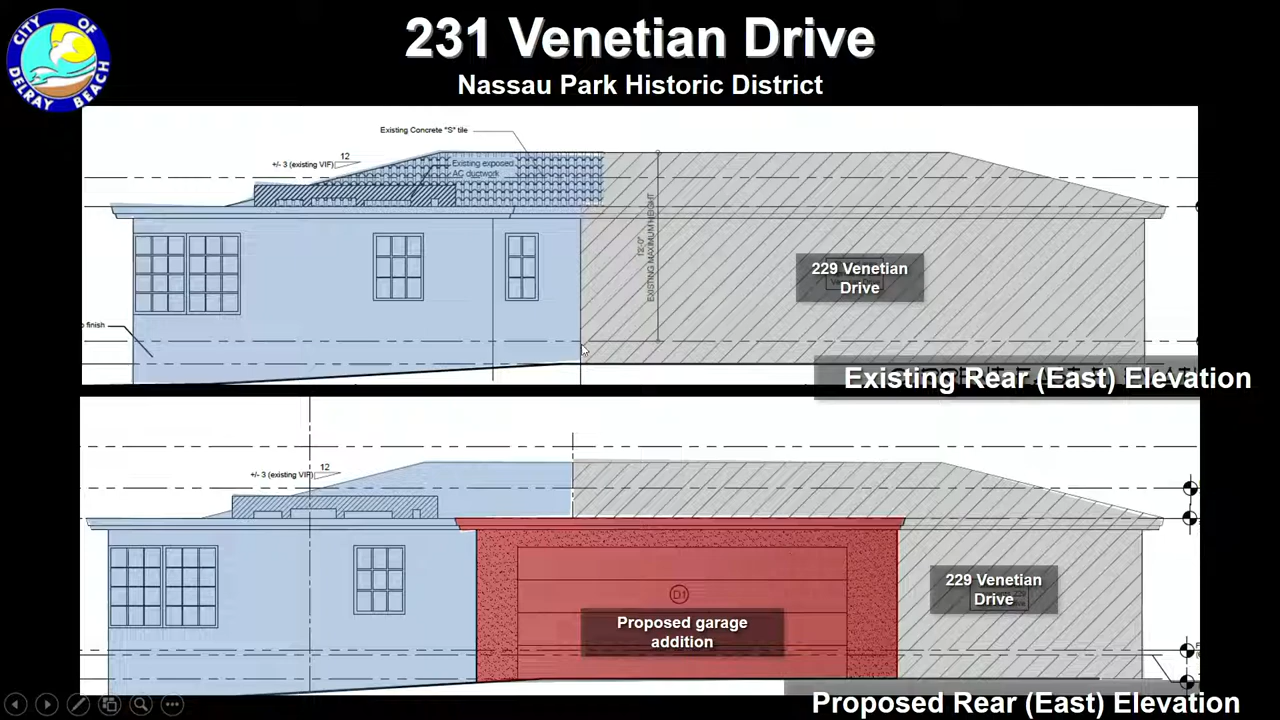 CITY OF
DELRAY BEACH
231 Venetian Drive
Nassau Park Historic District
Existing Concrete "S" tile
12
+/- 3 (existing VIF)
Existing exposed
AC ductwork
12'-0"
EXISTING MAXIMUM HEIGHT
229 Venetian
Drive
finish
Existing Rear (East) Elevation
12
+/- 3 (existing VIF)
D1
229 Venetian
Drive
Proposed garage
addition
Proposed Rear (East) Elevation